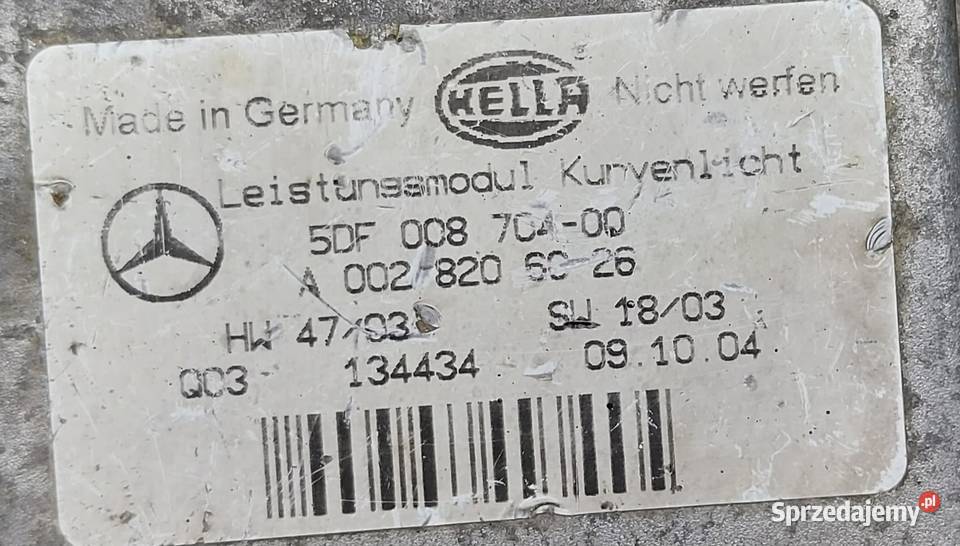 Made in Germany HELLA Nicht werfen
Leistungsmodul Kurvenlicht
5DF 008 704-00
A 002 820 60 26
HW 47/03 SW 18/03
Q03 134434 09.10.04
Sprzedajemy.pl